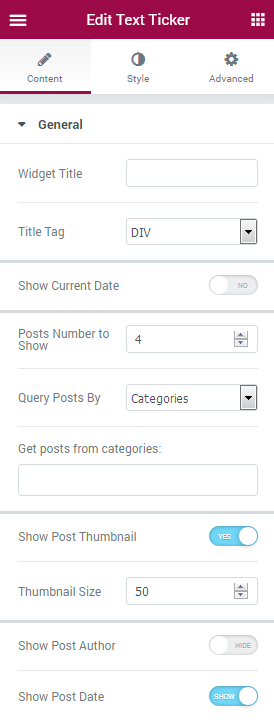 Edit Text Ticker
Content Style Advanced
General
Widget Title
Title Tag DIV
Show Current Date NO
Posts Number to
Show 4
Query Posts By Categories
Get posts from categories:
Show Post Thumbnail YES
Thumbnail Size 50
Show Post Author HIDE
Show Post Date SHOW